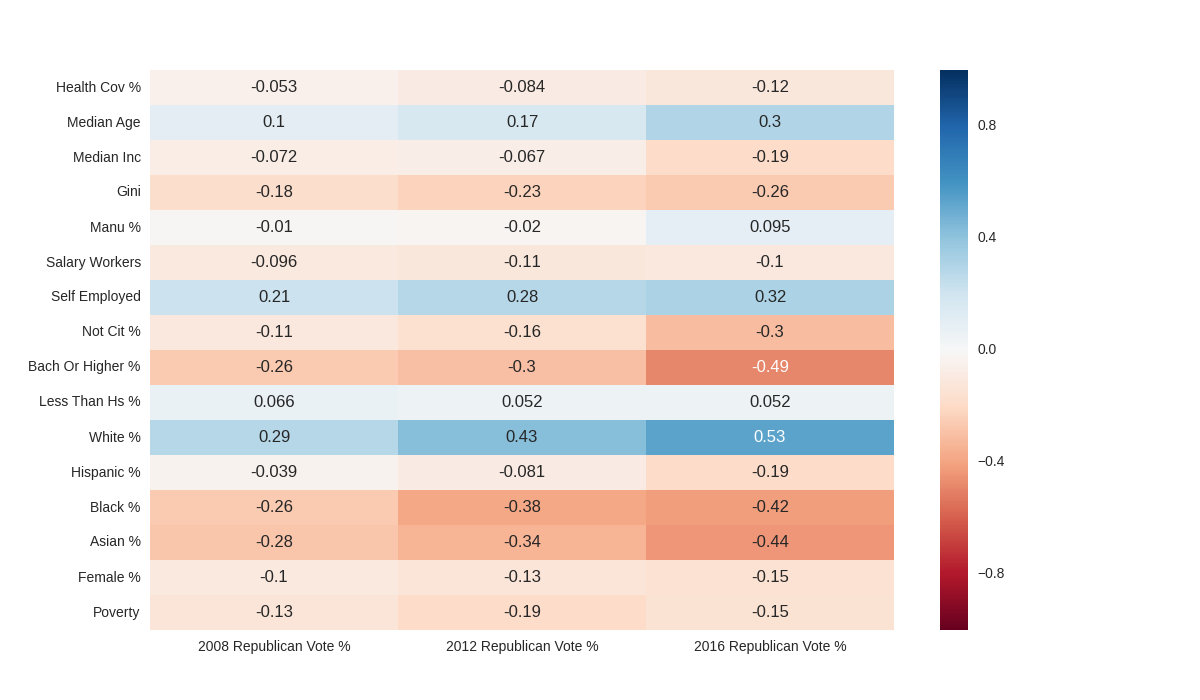 Health Cov % -0.053 -0.084 -0.12
Median Age 0.1 0.17 0.3
0.8
Median Inc -0.072 -0.067 -0.19
Gini -0.18 -0.23 -0.26
Manu % -0.01 -0.02 0.095
0.4
Salary Workers -0.096 -0.11 -0.1
Self Employed 0.21 0.28 0.32
Not Cit % -0.11 -0.16 -0.3
0.0
Bach Or Higher % -0.26 -0.3 -0.49
Less Than Hs % 0.066 0.052 0.052
White % 0.29 0.43 0.53
−0.4
Hispanic % -0.039 -0.081 -0.19
Black % -0.26 -0.38 -0.42
Asian % -0.28 -0.34 -0.44
Female % -0.1 -0.13 -0.15
−0.8
Poverty -0.13 -0.19 -0.15
2008 Republican Vote % 2012 Republican Vote % 2016 Republican Vote %